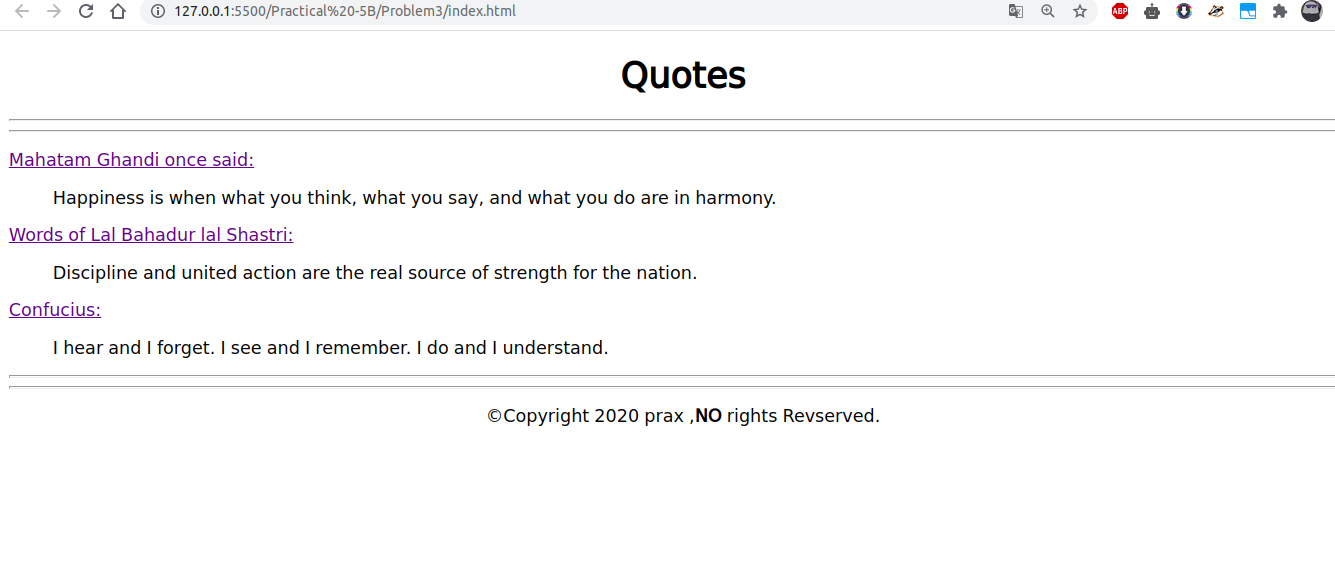 127.0.0.1:5500/Practical%20-5B/Problem3/index.html
ABP
Quotes
Mahatam Ghandi once said:
Happiness is when what you think, what you say, and what you do are in harmony.
Words of Lal Bahadur lal Shastri:
Discipline and united action are the real source of strength for the nation.
Confucius:
I hear and I forget. I see and I remember. I do and I understand.
©Copyright 2020 prax ,NO rights Revserved.